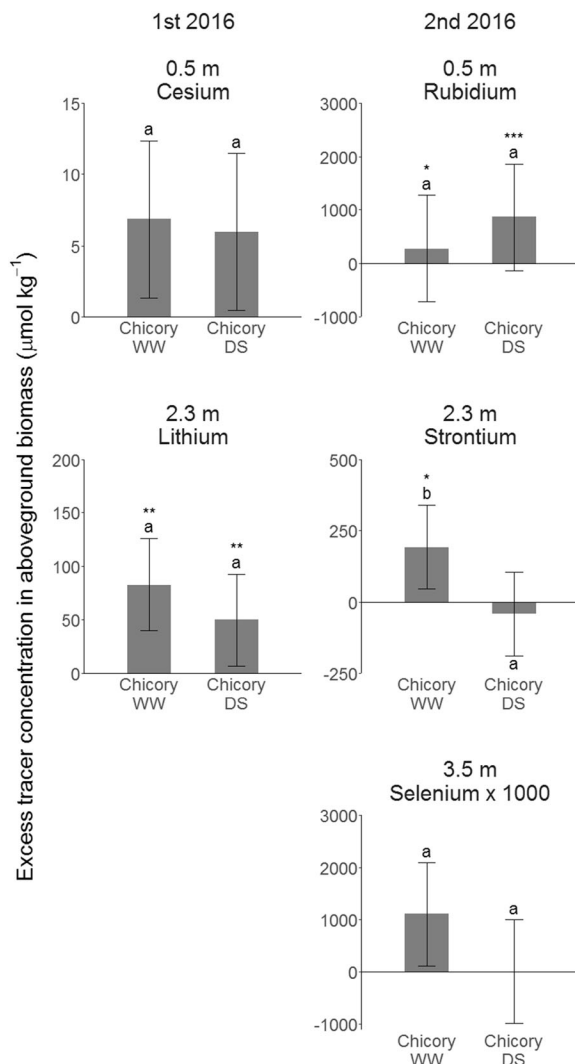 1st 2016
2nd 2016
Excess tracer concentration in aboveground biomass (μmol kg⁻¹)
0.5 m
Cesium
15
10
5
0
a
a
Chicory
WW
Chicory
DS
0.5 m
Rubidium
3000
2000
1000
0
-1000
*
a
***
a
Chicory
WW
Chicory
DS
2.3 m
Lithium
200
150
100
50
0
**
a
**
a
Chicory
WW
Chicory
DS
2.3 m
Strontium
500
250
0
-250
*
b
a
Chicory
WW
Chicory
DS
3.5 m
Selenium x 1000
3000
2000
1000
0
-1000
a
a
Chicory
WW
Chicory
DS